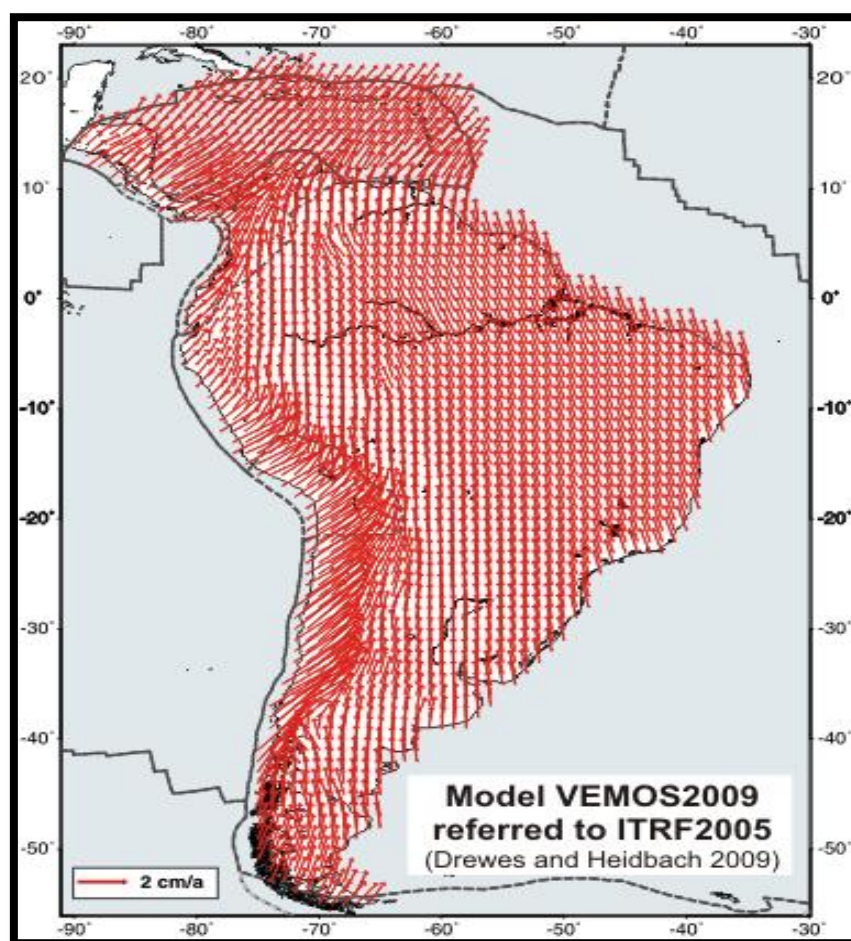 -90° -80° -70° -60° -50° -40° -30°
20° 20°
10° 10°
0° 0°
-10° -10°
-20° -20°
-30° -30°
-40° -40°
Model VEMOS2009
referred to ITRF2005
(Drewes and Heidbach 2009)
-50° -50°
2 cm/a
-90° -80° -70° -60° -50° -40° -30°